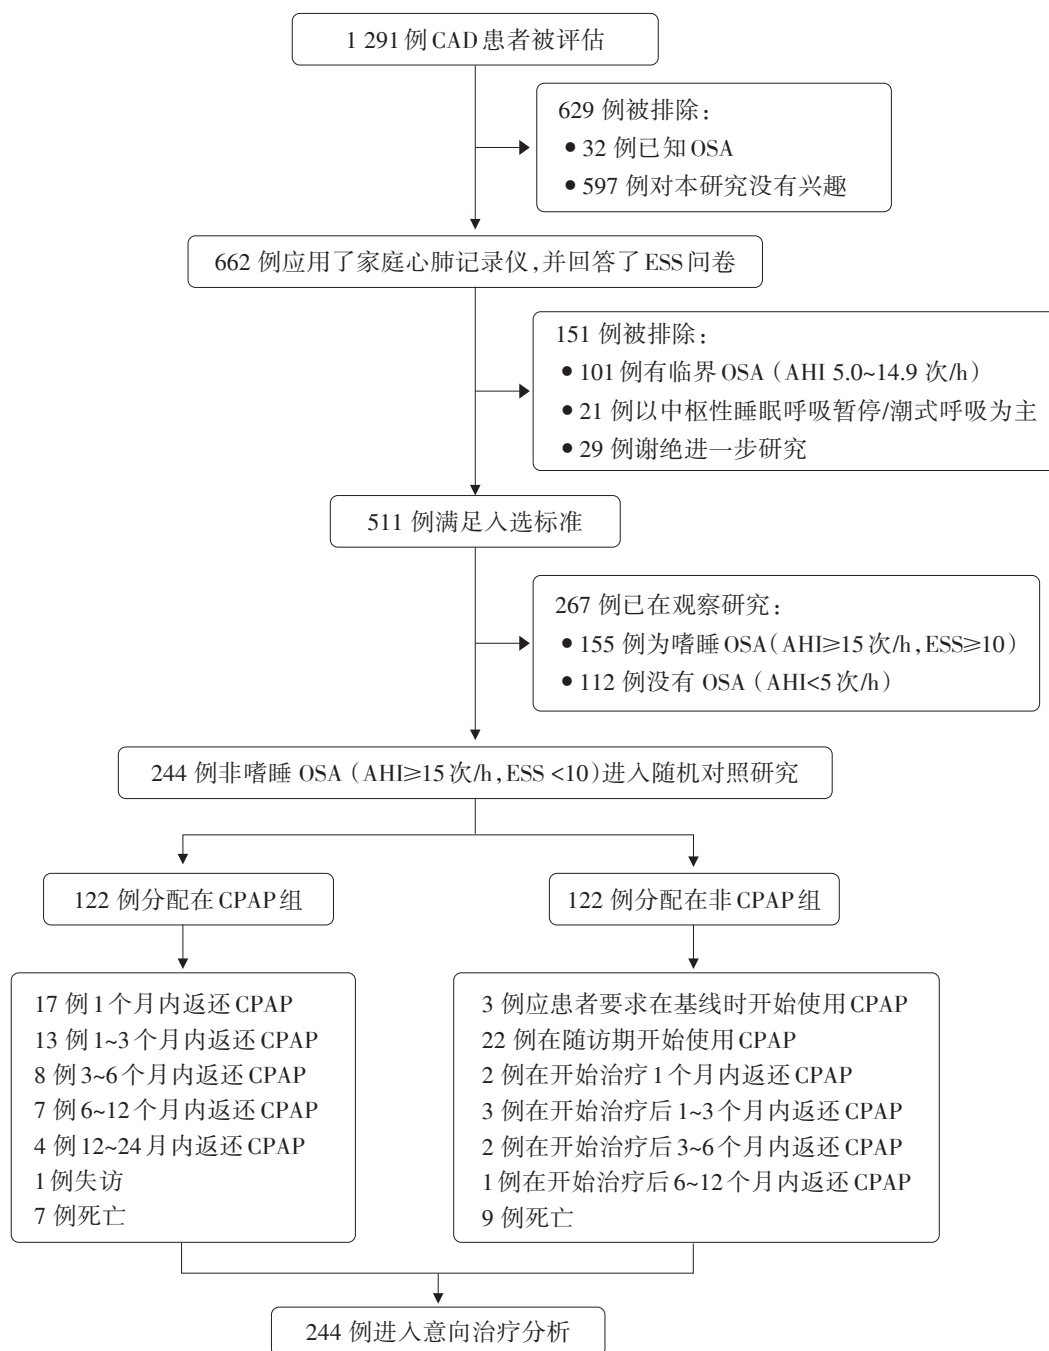 1 291 例 CAD 患者被评估
629 例被排除：
• 32 例已知 OSA
• 597 例对本研究没有兴趣
662 例应用了家庭心肺记录仪，并回答了 ESS 问卷
151 例被排除：
• 101 例有临界 OSA（AHI 5.0~14.9 次/h）
• 21 例以中枢性睡眠呼吸暂停/潮式呼吸为主
• 29 例谢绝进一步研究
511 例满足入选标准
267 例已在观察研究：
• 155 例为嗜睡 OSA（AHI≥15 次/h，ESS≥10）
• 112 例没有 OSA（AHI<5 次/h）
244 例非嗜睡 OSA（AHI≥15 次/h，ESS <10）进入随机对照研究
122 例分配在 CPAP 组
122 例分配在非 CPAP 组
17 例 1 个月内返还 CPAP
13 例 1~3 个月内返还 CPAP
8 例 3~6 个月内返还 CPAP
7 例 6~12 个月内返还 CPAP
4 例 12~24 月内返还 CPAP
1 例失访
7 例死亡
3 例应患者要求在基线时开始使用 CPAP
22 例在随访期开始使用 CPAP
2 例在开始治疗 1 个月内返还 CPAP
3 例在开始治疗后 1~3 个月内返还 CPAP
2 例在开始治疗后 3~6 个月内返还 CPAP
1 例在开始治疗后 6~12 个月内返还 CPAP
9 例死亡
244 例进入意向治疗分析